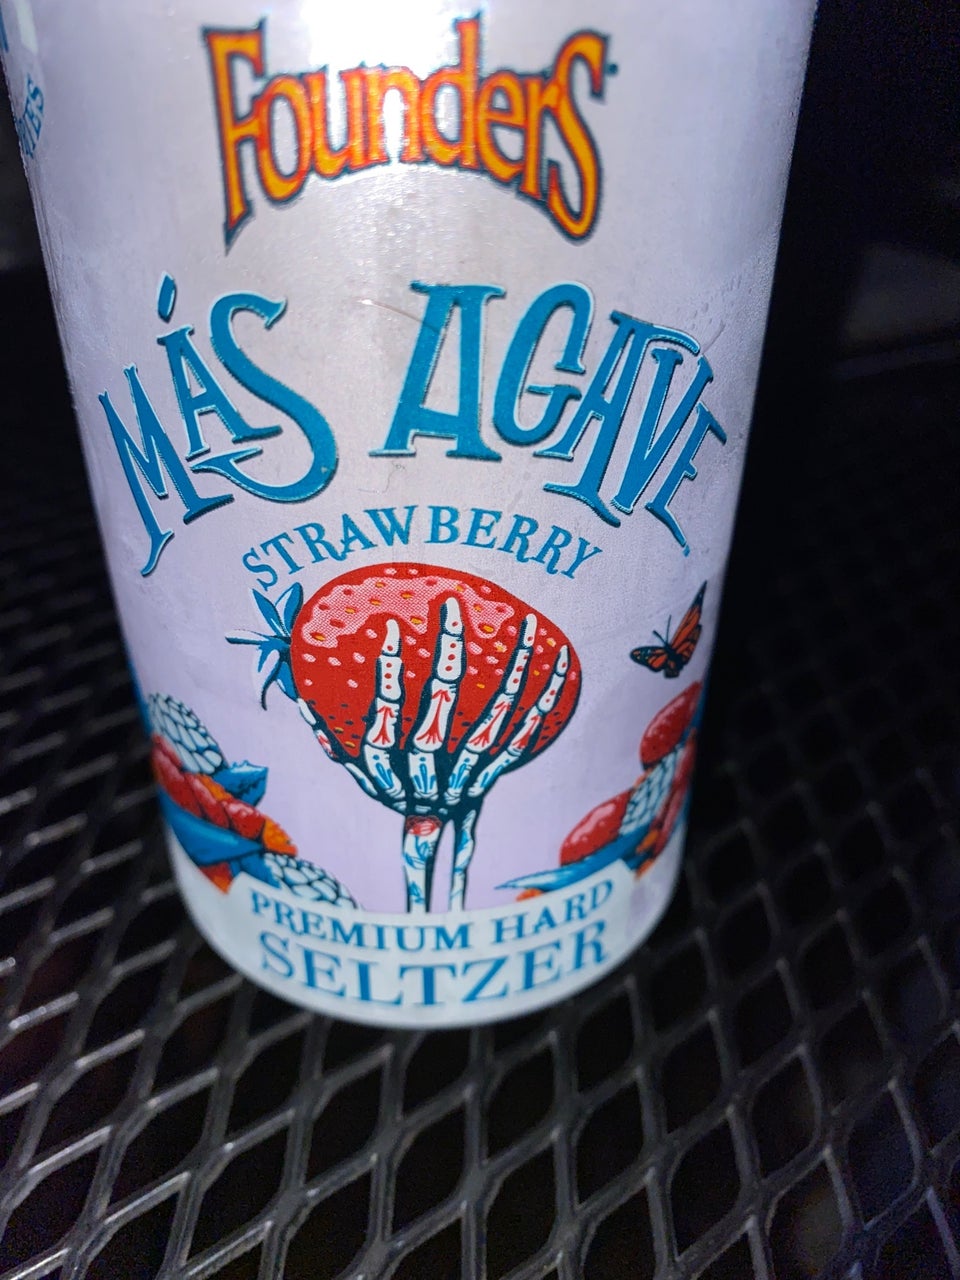 Founders
MÁS AGAVE
STRAWBERRY
PREMIUM HARD
SELTZER